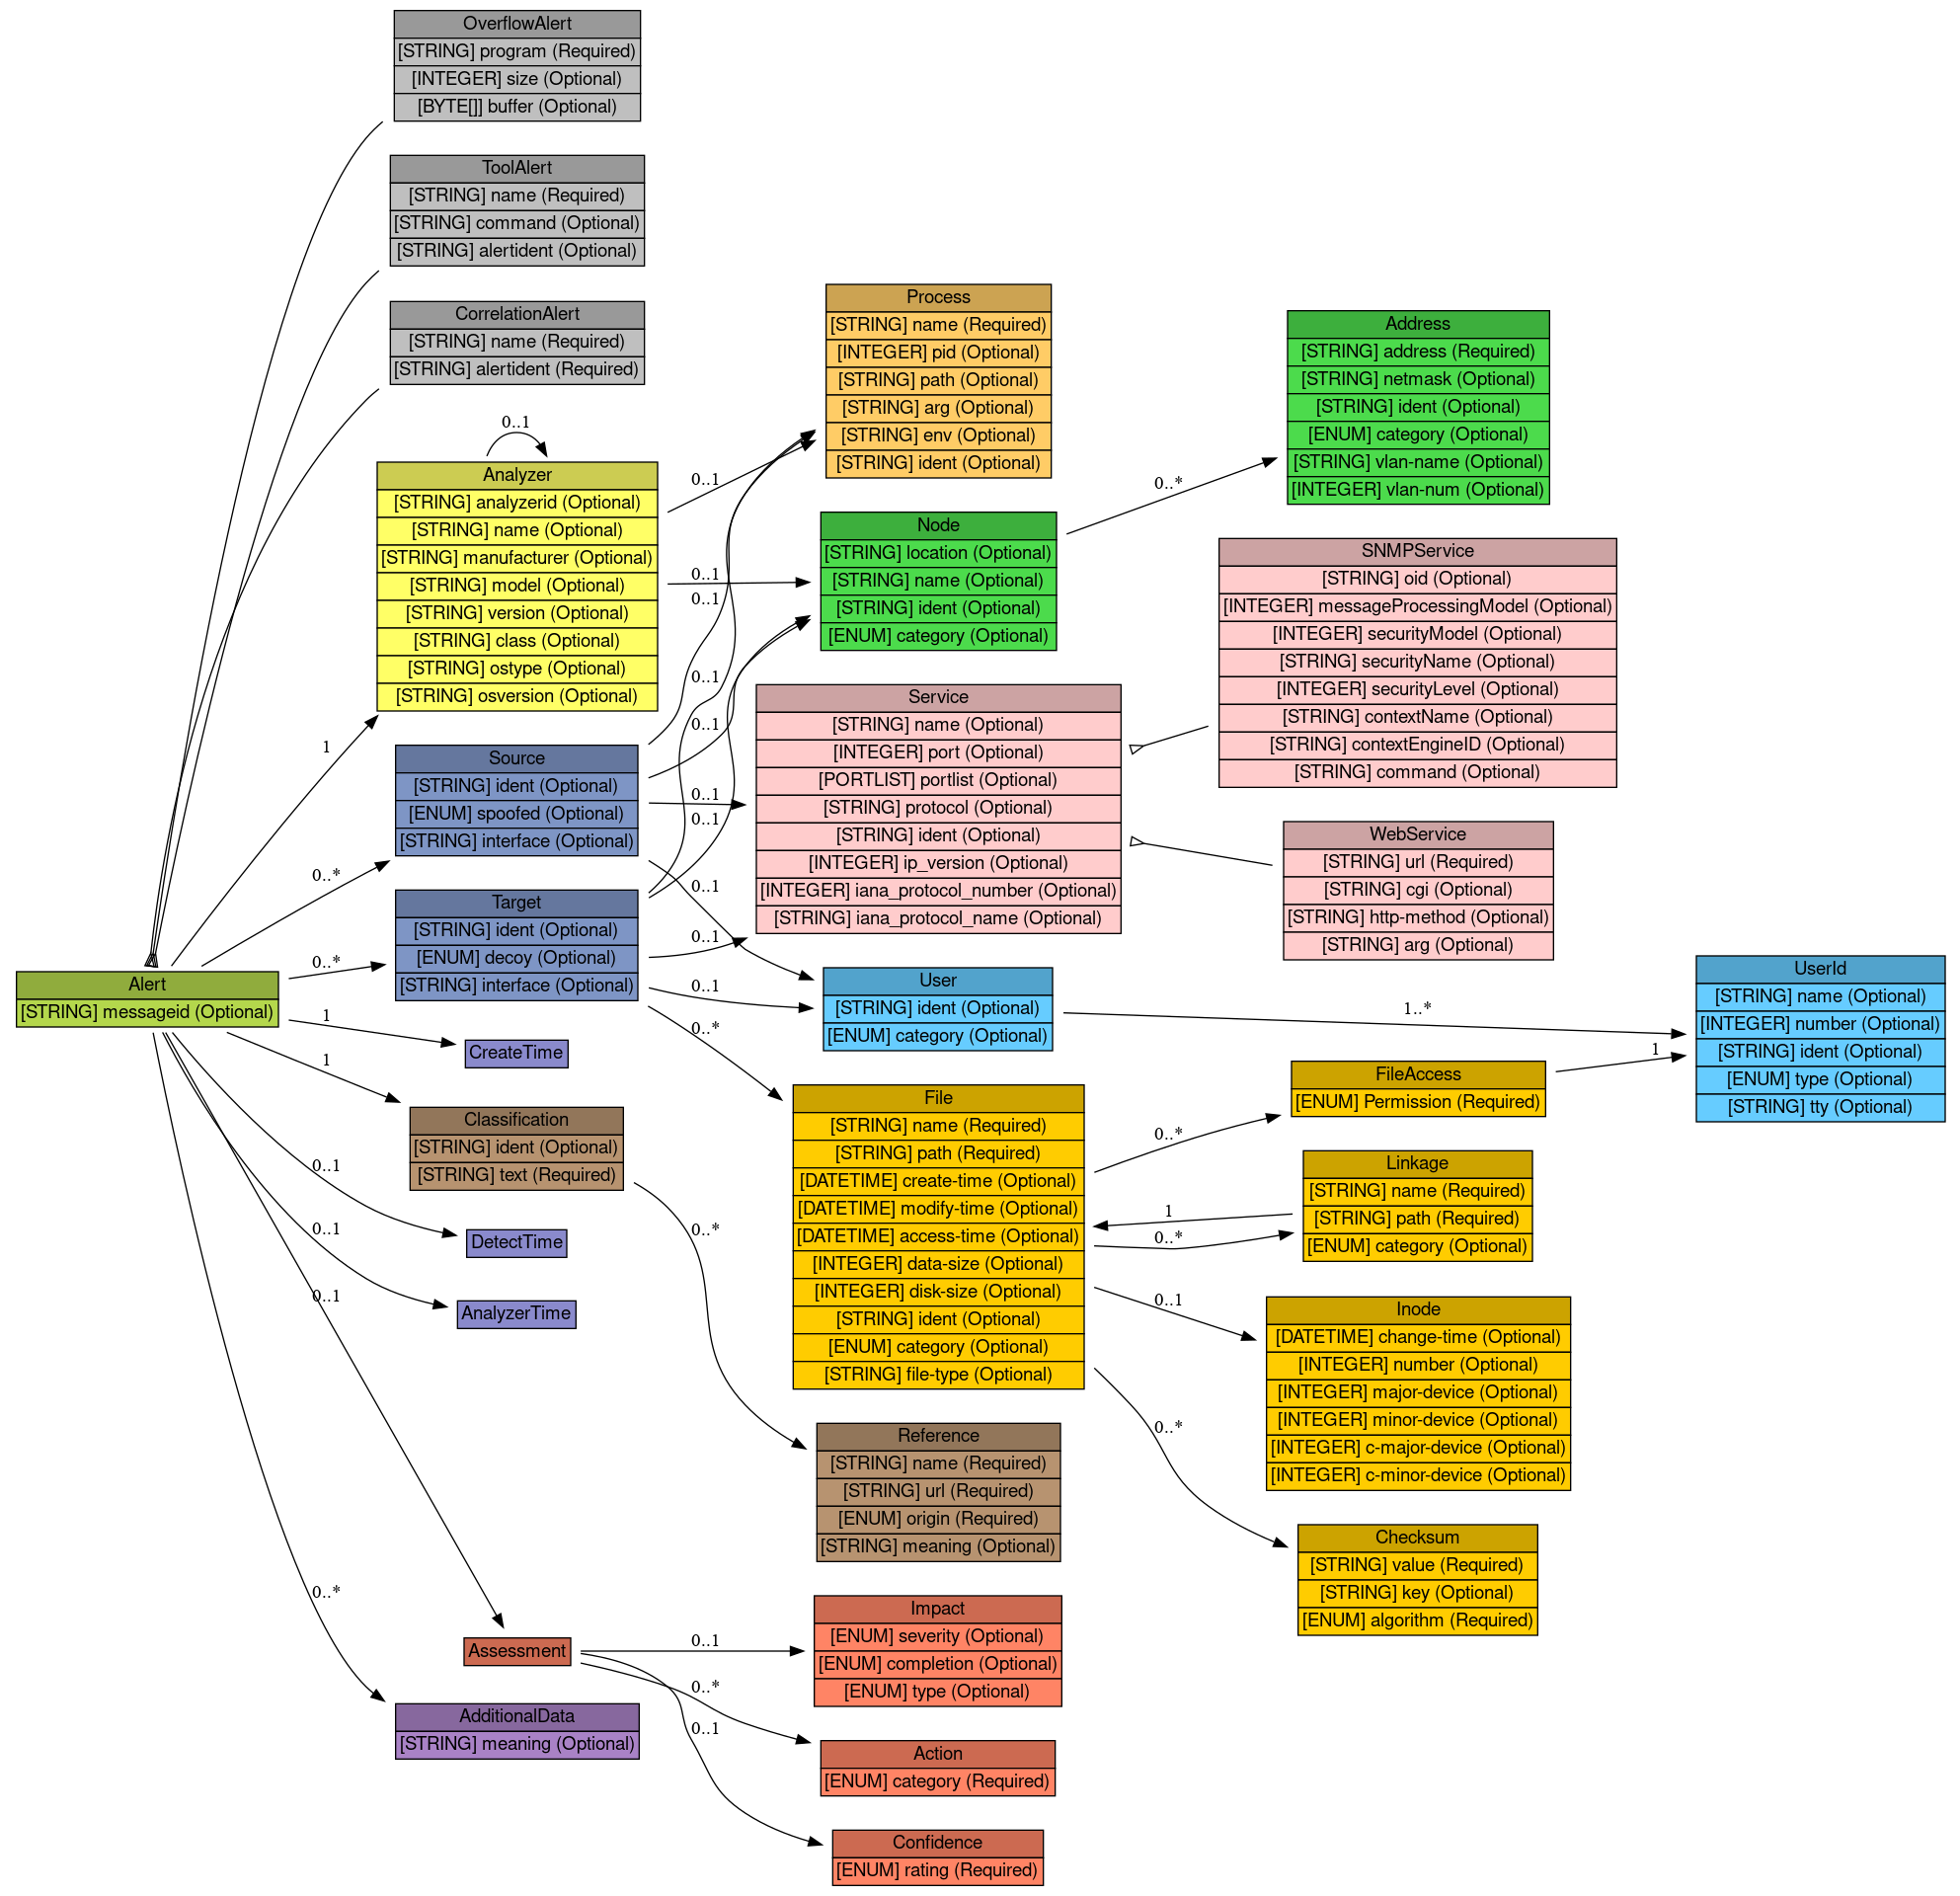 OverflowAlert
[STRING] program (Required)
[INTEGER] size (Optional)
[BYTE[]] buffer (Optional)
ToolAlert
[STRING] name (Required)
[STRING] command (Optional)
[STRING] alertident (Optional)
CorrelationAlert
[STRING] name (Required)
[STRING] alertident (Required)
0..1
Analyzer
[STRING] analyzerid (Optional)
[STRING] name (Optional)
[STRING] manufacturer (Optional)
[STRING] model (Optional)
[STRING] version (Optional)
[STRING] class (Optional)
[STRING] ostype (Optional)
[STRING] osversion (Optional)
1
Source
[STRING] ident (Optional)
[ENUM] spoofed (Optional)
[STRING] interface (Optional)
0..*
Target
[STRING] ident (Optional)
[ENUM] decoy (Optional)
[STRING] interface (Optional)
0..*
Alert
[STRING] messageid (Optional)
1
CreateTime
1
Classification
[STRING] ident (Optional)
[STRING] text (Required)
0..1
DetectTime
0..1
AnalyzerTime
0..1
Assessment
0..*
AdditionalData
[STRING] meaning (Optional)
0..1
0..1
0..1
0..1
0..1
0..1
0..1
0..1
0..1
0..1
0..*
0..*
0..1
0..*
0..1
Process
[STRING] name (Required)
[INTEGER] pid (Optional)
[STRING] path (Optional)
[STRING] arg (Optional)
[STRING] env (Optional)
[STRING] ident (Optional)
Node
[STRING] location (Optional)
[STRING] name (Optional)
[STRING] ident (Optional)
[ENUM] category (Optional)
Service
[STRING] name (Optional)
[INTEGER] port (Optional)
[PORTLIST] portlist (Optional)
[STRING] protocol (Optional)
[STRING] ident (Optional)
[INTEGER] ip_version (Optional)
[INTEGER] iana_protocol_number (Optional)
[STRING] iana_protocol_name (Optional)
User
[STRING] ident (Optional)
[ENUM] category (Optional)
File
[STRING] name (Required)
[STRING] path (Required)
[DATETIME] create-time (Optional)
[DATETIME] modify-time (Optional)
[DATETIME] access-time (Optional)
[INTEGER] data-size (Optional)
[INTEGER] disk-size (Optional)
[STRING] ident (Optional)
[ENUM] category (Optional)
[STRING] file-type (Optional)
Reference
[STRING] name (Required)
[STRING] url (Required)
[ENUM] origin (Required)
[STRING] meaning (Optional)
Impact
[ENUM] severity (Optional)
[ENUM] completion (Optional)
[ENUM] type (Optional)
Action
[ENUM] category (Required)
Confidence
[ENUM] rating (Required)
0..*
1..*
0..*
1
0..*
0..1
0..*
Address
[STRING] address (Required)
[STRING] netmask (Optional)
[STRING] ident (Optional)
[ENUM] category (Optional)
[STRING] vlan-name (Optional)
[INTEGER] vlan-num (Optional)
SNMPService
[STRING] oid (Optional)
[INTEGER] messageProcessingModel (Optional)
[INTEGER] securityModel (Optional)
[STRING] securityName (Optional)
[INTEGER] securityLevel (Optional)
[STRING] contextName (Optional)
[STRING] contextEngineID (Optional)
[STRING] command (Optional)
WebService
[STRING] url (Required)
[STRING] cgi (Optional)
[STRING] http-method (Optional)
[STRING] arg (Optional)
FileAccess
[ENUM] Permission (Required)
1
Linkage
[STRING] name (Required)
[STRING] path (Required)
[ENUM] category (Optional)
Inode
[DATETIME] change-time (Optional)
[INTEGER] number (Optional)
[INTEGER] major-device (Optional)
[INTEGER] minor-device (Optional)
[INTEGER] c-major-device (Optional)
[INTEGER] c-minor-device (Optional)
Checksum
[STRING] value (Required)
[STRING] key (Optional)
[ENUM] algorithm (Required)
UserId
[STRING] name (Optional)
[INTEGER] number (Optional)
[STRING] ident (Optional)
[ENUM] type (Optional)
[STRING] tty (Optional)